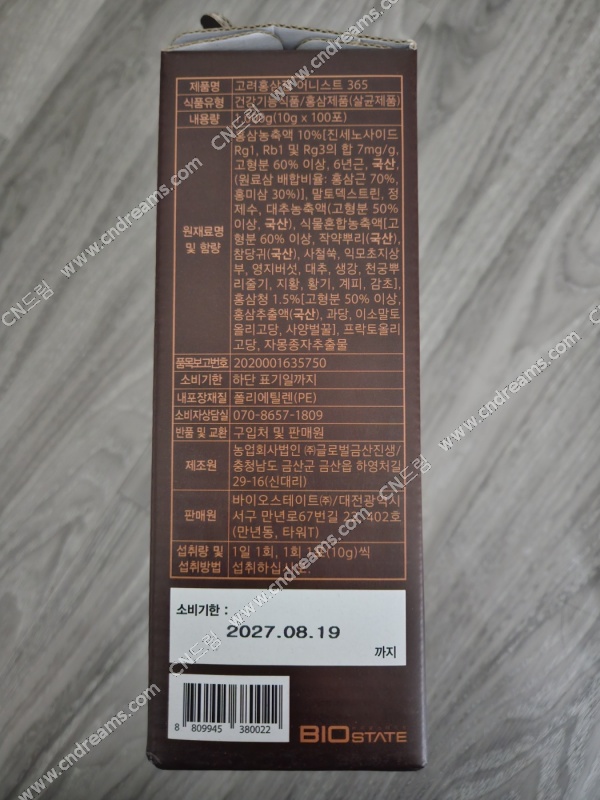 제품명 고려홍삼정 어니스트 365
식품유형 건강기능식품/홍삼제품(살균제품)
내용량 (10g x 100포)
원재료명 및 함량
홍삼농축액 10%[진세노사이드
Rg1, Rb1 및 Rg3의 합 7mg/g,
고형분 60% 이상, 6년근, 국산,
(원료삼 배합비율: 홍삼근 70%,
홍미삼 30%)], 말토덱스트린, 정
제수, 대추농축액(고형분 50%
이상, 국산), 식물혼합농축액[고
형분 60% 이상, 작약뿌리(국산),
참당귀(국산), 사철쑥, 익모초지상
부, 영지버섯, 대추, 생강, 천궁뿌
리줄기, 지황, 황기, 계피, 감초],
홍삼청 1.5%[고형분 50% 이상,
홍삼추출액(국산), 과당, 이소말토
올리고당, 사양벌꿀], 프락토올리
고당, 자몽종자추출물
품목보고번호 2020001635750
소비기한 하단 표기일까지
내포장재질 폴리에틸렌(PE)
소비자상담실 070-8657-1809
반품 및 교환 구입처 및 판매원
제조원
농업회사법인 ㈜글로벌금산진생/
충청남도 금산군 금산읍 하영처길
29-16(신대리)
판매원
바이오스테이트㈜/대전광역시
서구 만년로67번길 402호
(만년동, 타워T)
섭취량 및 섭취방법
1일 1회, 1회 1포(10g)씩
섭취하십시오.
소비기한 :
2027.08.19
까지
8 809945 380022
BIOSTATE
CN드림 www.cndreams.com